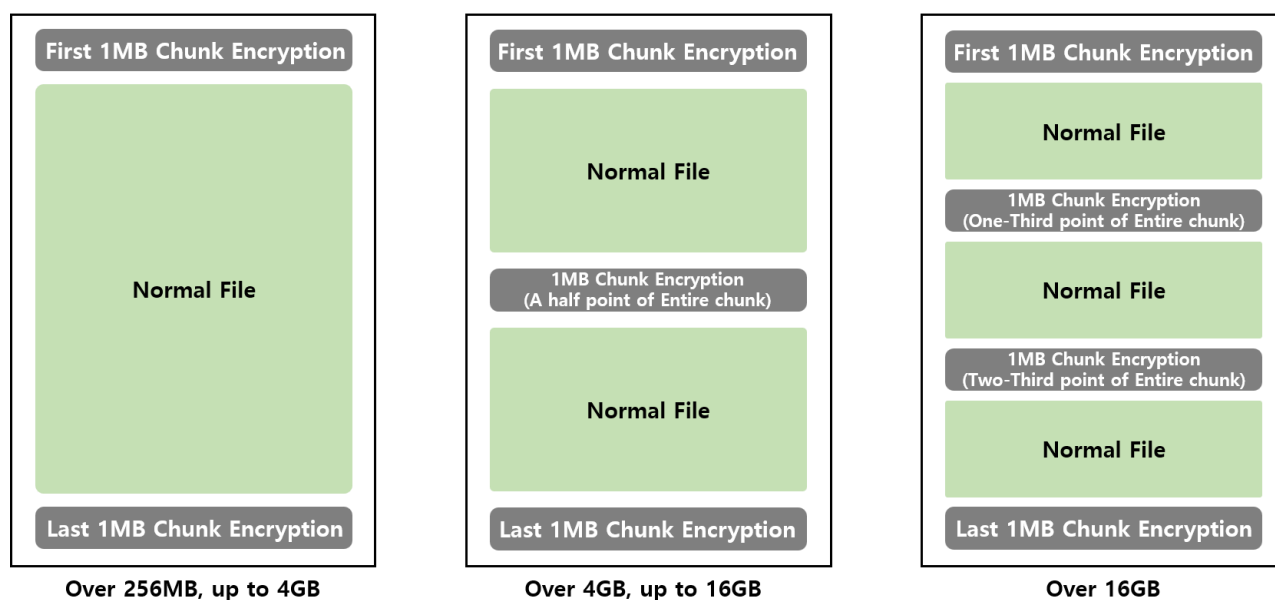 First 1MB Chunk Encryption
Normal File
Last 1MB Chunk Encryption
Over 256MB, up to 4GB
First 1MB Chunk Encryption
Normal File
1MB Chunk Encryption
(A half point of Entire chunk)
Normal File
Last 1MB Chunk Encryption
Over 4GB, up to 16GB
First 1MB Chunk Encryption
Normal File
1MB Chunk Encryption
(One-Third point of Entire chunk)
Normal File
1MB Chunk Encryption
(Two-Third point of Entire chunk)
Normal File
Last 1MB Chunk Encryption
Over 16GB